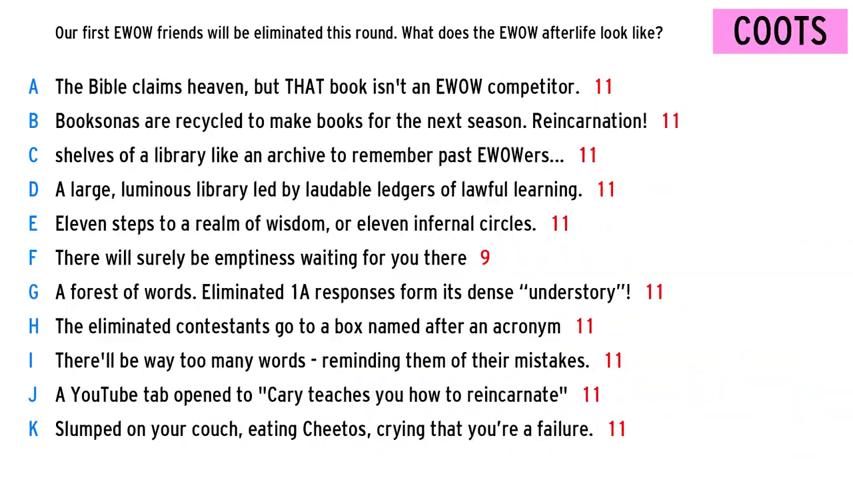 Our first EWOW friends will be eliminated this round. What does the EWOW afterlife look like?
COOTS
A The Bible claims heaven, but THAT book isn't an EWOW competitor. 11
B Booksonas are recycled to make books for the next season. Reincarnation! 11
C shelves of a library like an archive to remember past EWOWers... 11
D A large, luminous library led by laudable ledgers of lawful learning. 11
E Eleven steps to a realm of wisdom, or eleven infernal circles. 11
F There will surely be emptiness waiting for you there 9
G A forest of words. Eliminated 1A responses form its dense “understory”! 11
H The eliminated contestants go to a box named after an acronym 11
I There'll be way too many words - reminding them of their mistakes. 11
J A YouTube tab opened to "Cary teaches you how to reincarnate" 11
K Slumped on your couch, eating Cheetos, crying that you’re a failure. 11